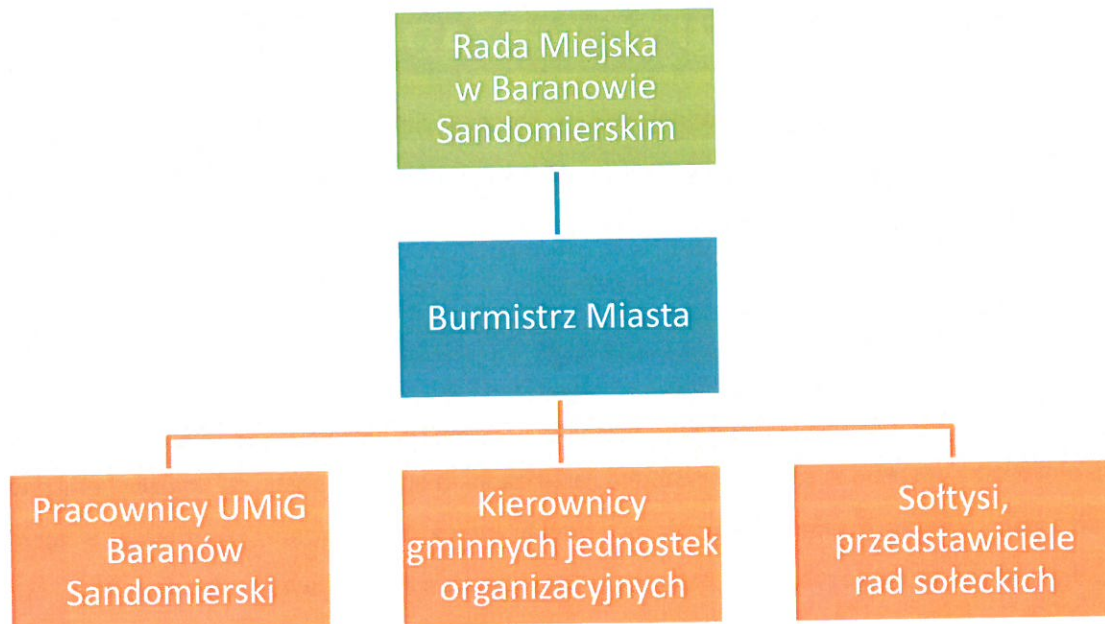 Rada Miejska
w Baranowie
Sandomierskim
Burmistrz Miasta
Pracownicy UMiG
Baranów
Sandomierski
Kierownicy
gminnych jednostek
organizacyjnych
Sołtysi,
przedstawiciele
rad sołeckich